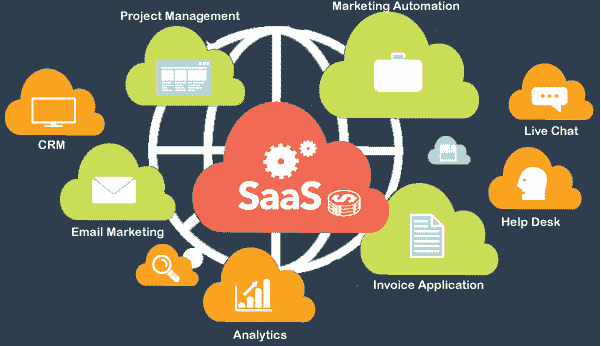 Marketing Automation
Project Management
Live Chat
CRM
SaaS
Help Desk
Email Marketing
Invoice Application
Analytics